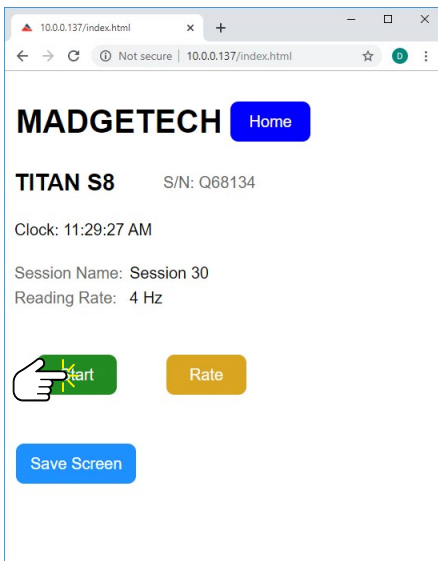 10.0.0.137/index.html
Not secure | 10.0.0.137/index.html
D
MADGETECH Home
TITAN S8 S/N: Q68134
Clock: 11:29:27 AM
Session Name: Session 30
Reading Rate: 4 Hz
Start Rate
Save Screen